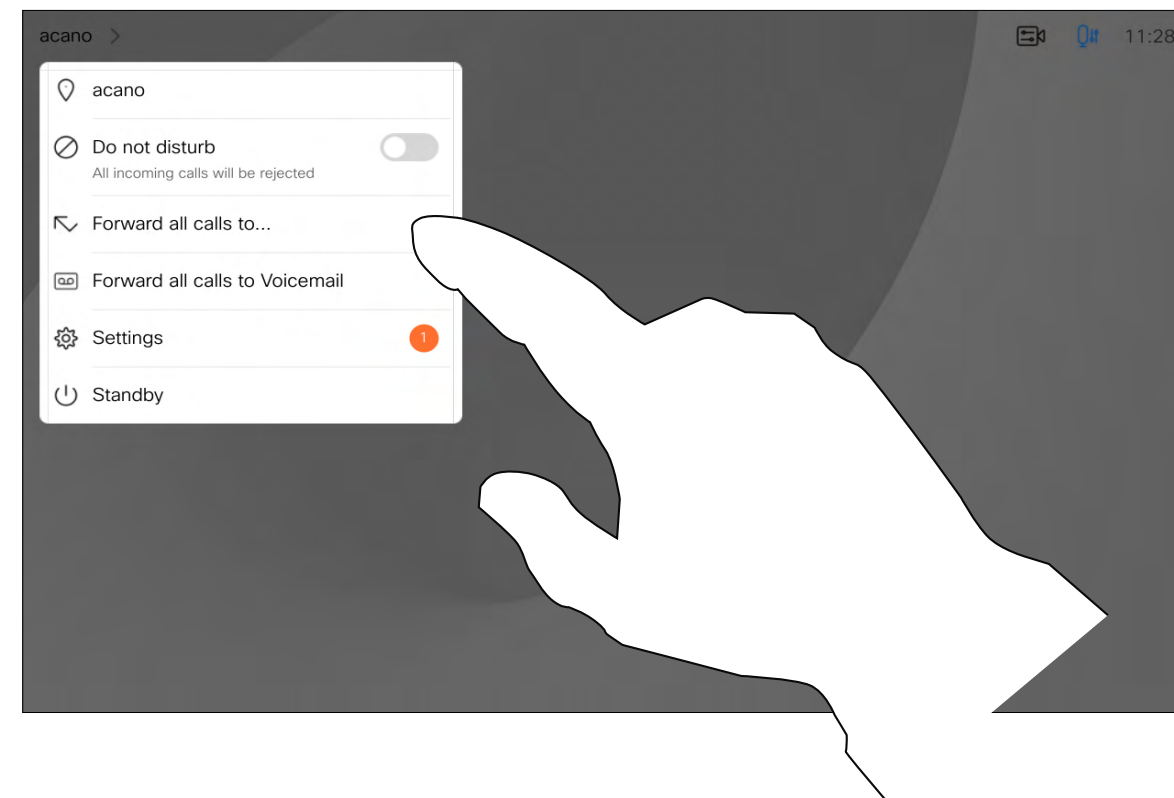 acano
11:28
acano
Do not disturb
All incoming calls will be rejected
Forward all calls to...
Forward all calls to Voicemail
Settings
1
Standby